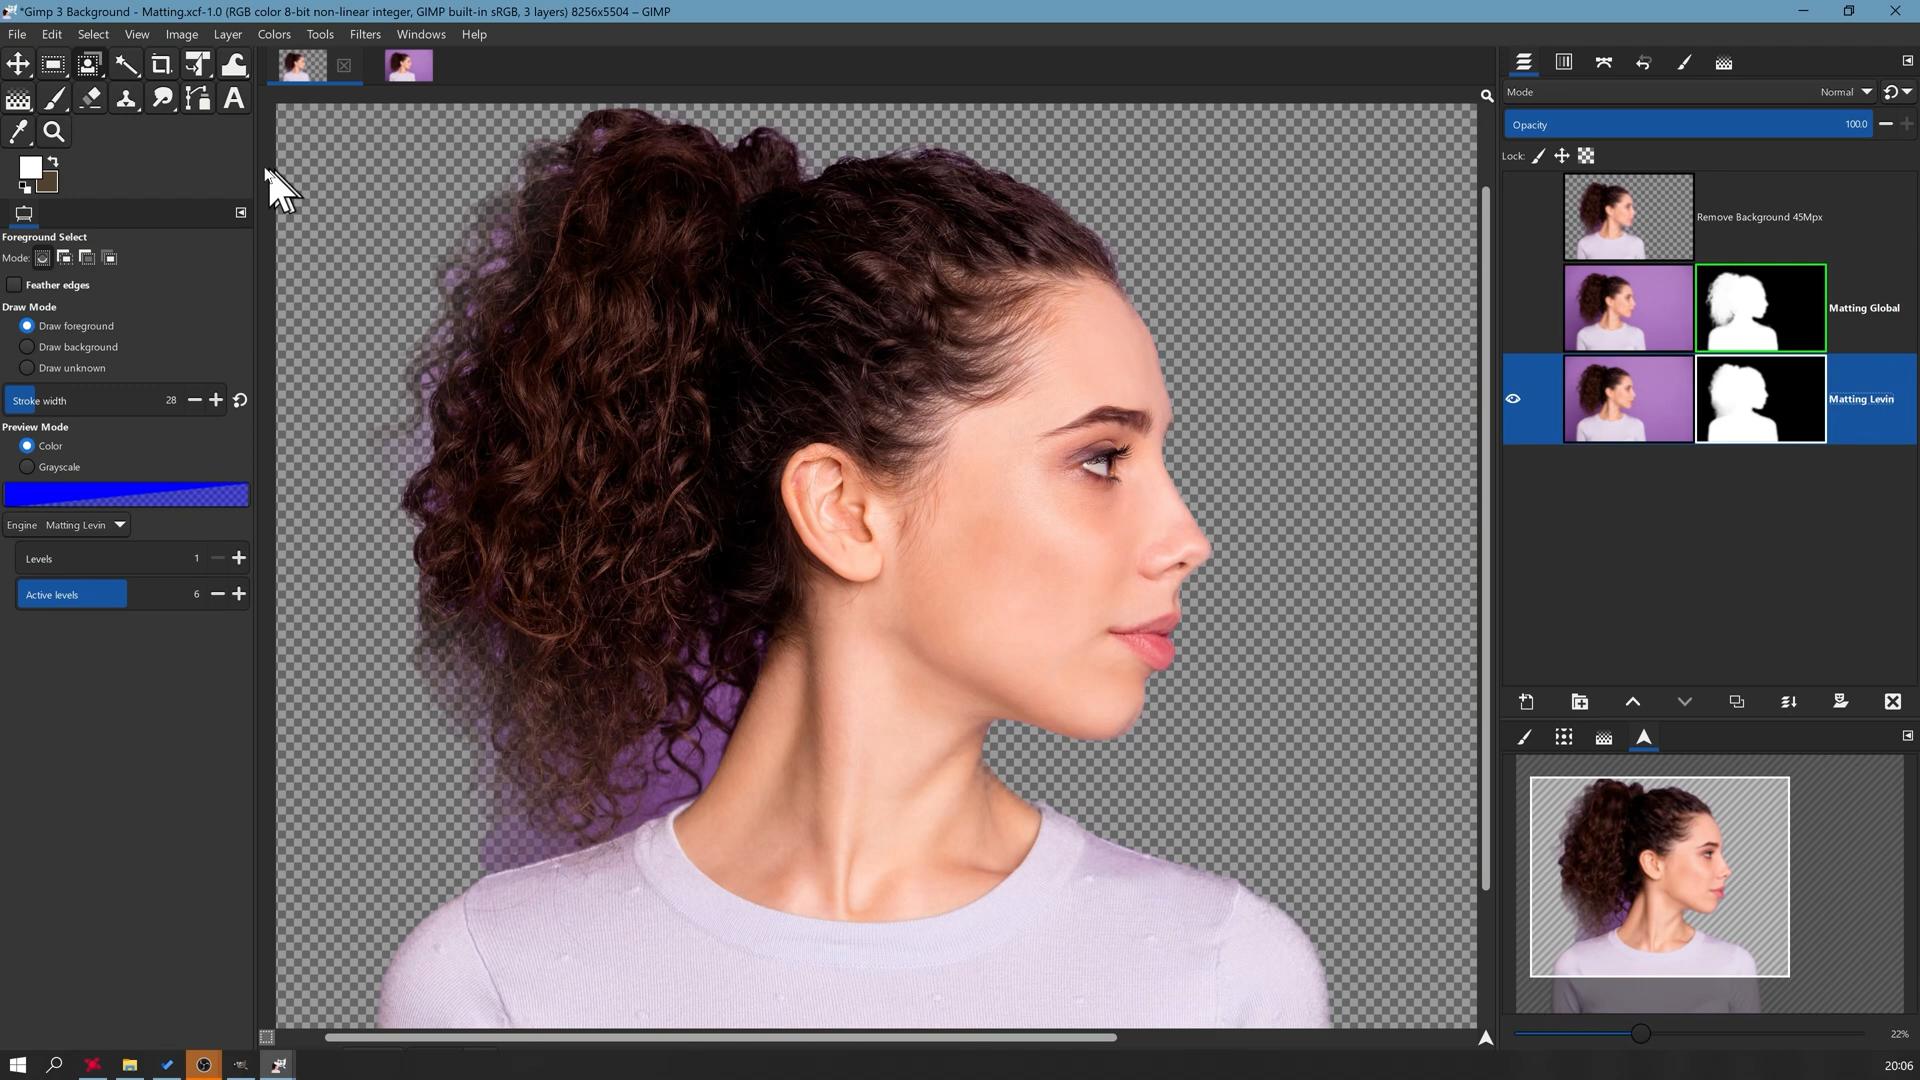 *Gimp 3 Background - Matting.xcf-1.0 (RGB color 8-bit non-linear integer, GIMP built-in sRGB, 3 layers) 8256x5504 – GIMP
File Edit Select View Image Layer Colors Tools Filters Windows Help
Mode Normal
Opacity 100.0
Lock:
Foreground Select
Mode:
Feather edges
Draw Mode
Draw foreground
Draw background
Draw unknown
Stroke width 28
Preview Mode
Color
Grayscale
Engine Matting Levin
Levels 1
Active levels 6
Remove Background 45Mpx
Matting Global
Matting Levin
22%
20:06